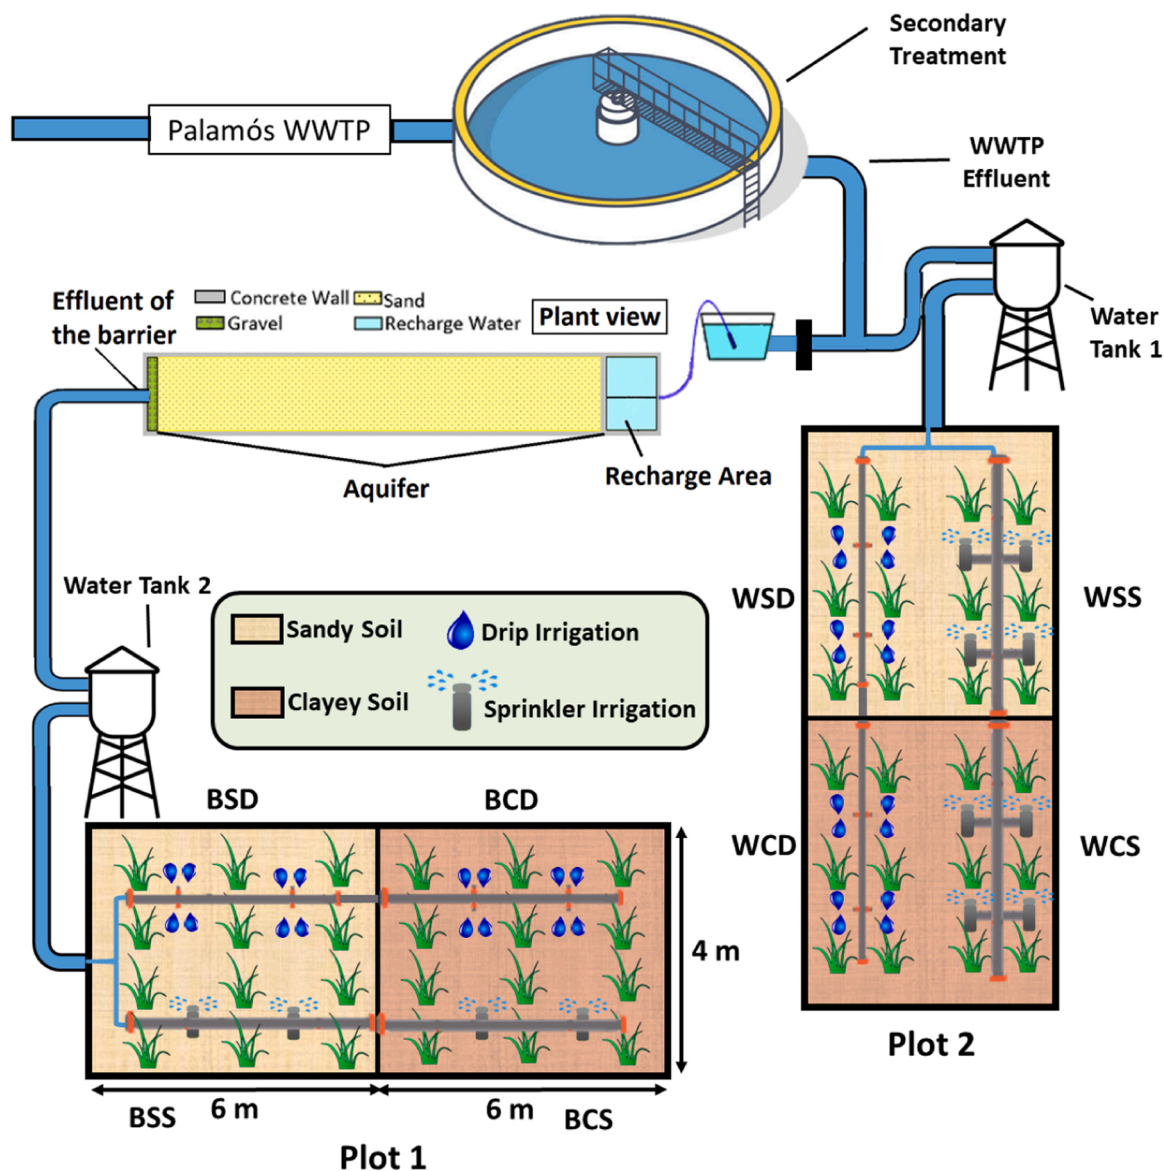 Secondary
Treatment
Palamós WWTP
WWTP
Effluent
Effluent of
the barrier
Concrete Wall
Sand
Gravel
Recharge Water
Plant view
Water
Tank 1
Recharge Area
Aquifer
Water Tank 2
Sandy Soil
Drip Irrigation
Clayey Soil
Sprinkler Irrigation
WSD
WSS
WCD
WCS
Plot 2
BSD
BCD
4 m
6 m
6 m
BSS
BCS
Plot 1